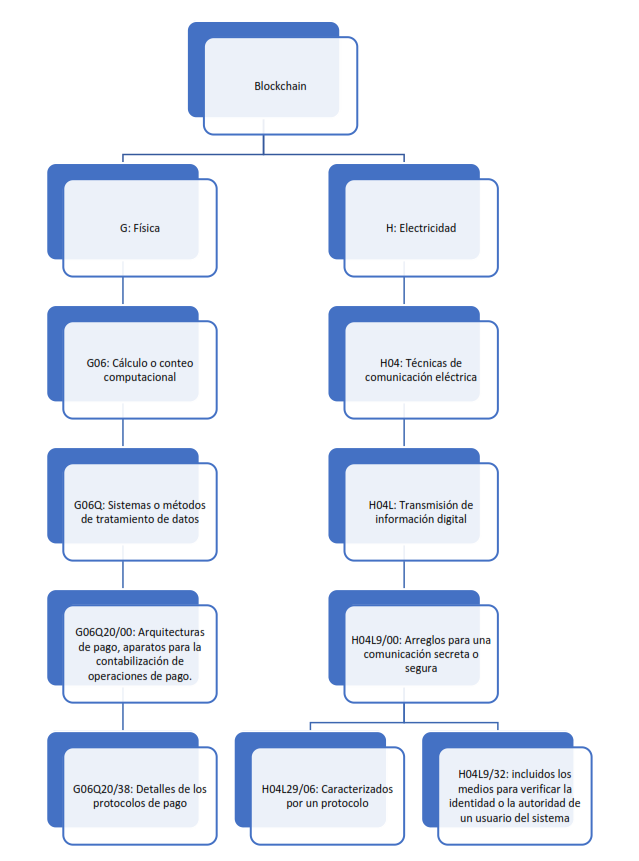 Blockchain
G: Física
H: Electricidad
G06: Cálculo o conteo
computacional
H04: Técnicas de
comunicación eléctrica
G06Q: Sistemas o métodos
de tratamiento de datos
H04L: Transmisión de
información digital
G06Q20/00: Arquitecturas
de pago, aparatos para la
contabilización de
operaciones de pago.
H04L9/00: Arreglos para una
comunicación secreta o
segura
G06Q20/38: Detalles de los
protocolos de pago
H04L29/06: Caracterizados
por un protocolo
H04L9/32: incluidos los
medios para verificar la
identidad o la autoridad de
un usuario del sistema